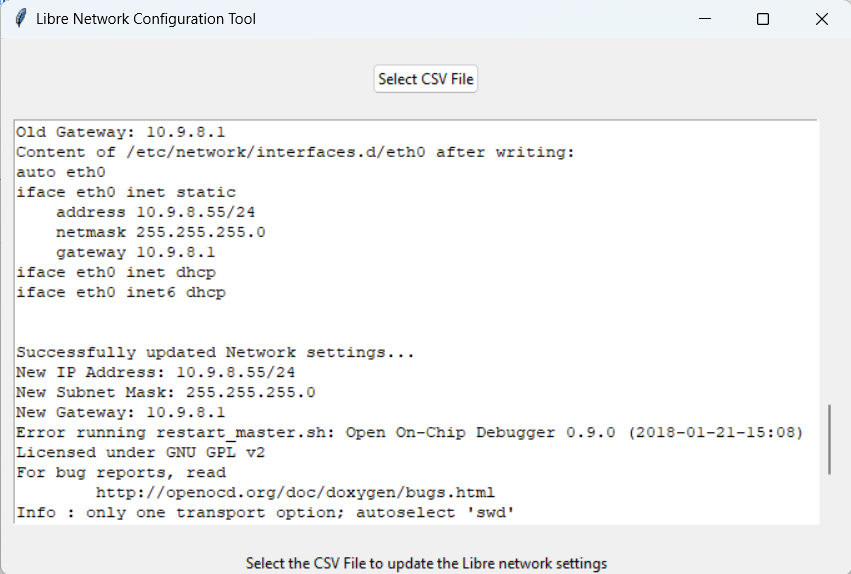 Libre Network Configuration Tool
Select CSV File
Old Gateway: 10.9.8.1
Content of /etc/network/interfaces.d/eth0 after writing:
auto eth0
iface eth0 inet static
    address 10.9.8.55/24
    netmask 255.255.255.0
    gateway 10.9.8.1
iface eth0 inet dhcp
iface eth0 inet6 dhcp
Successfully updated Network settings...
New IP Address: 10.9.8.55/24
New Subnet Mask: 255.255.255.0
New Gateway: 10.9.8.1
Error running restart_master.sh: Open On-Chip Debugger 0.9.0 (2018-01-21-15:08)
Licensed under GNU GPL v2
For bug reports, read
        http://openocd.org/doc/doxygen/bugs.html
Info : only one transport option; autoselect 'swd'
Select the CSV File to update the Libre network settings